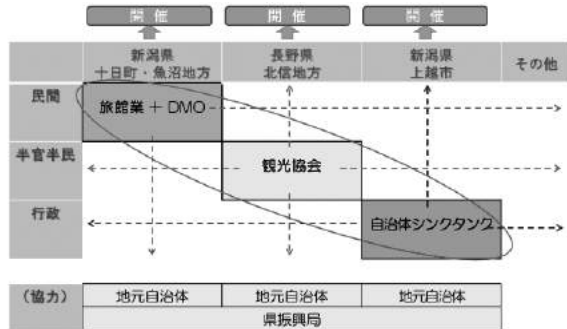 開催 開催 開催
新潟県 長野県 新潟県
十日町・魚沼地方 北信地方 上越市 その他
民間 旅館業 + DMO
半官半民 観光協会
行政 自治体シンクタンク
(協力) 地元自治体 地元自治体 地元自治体
県振興局